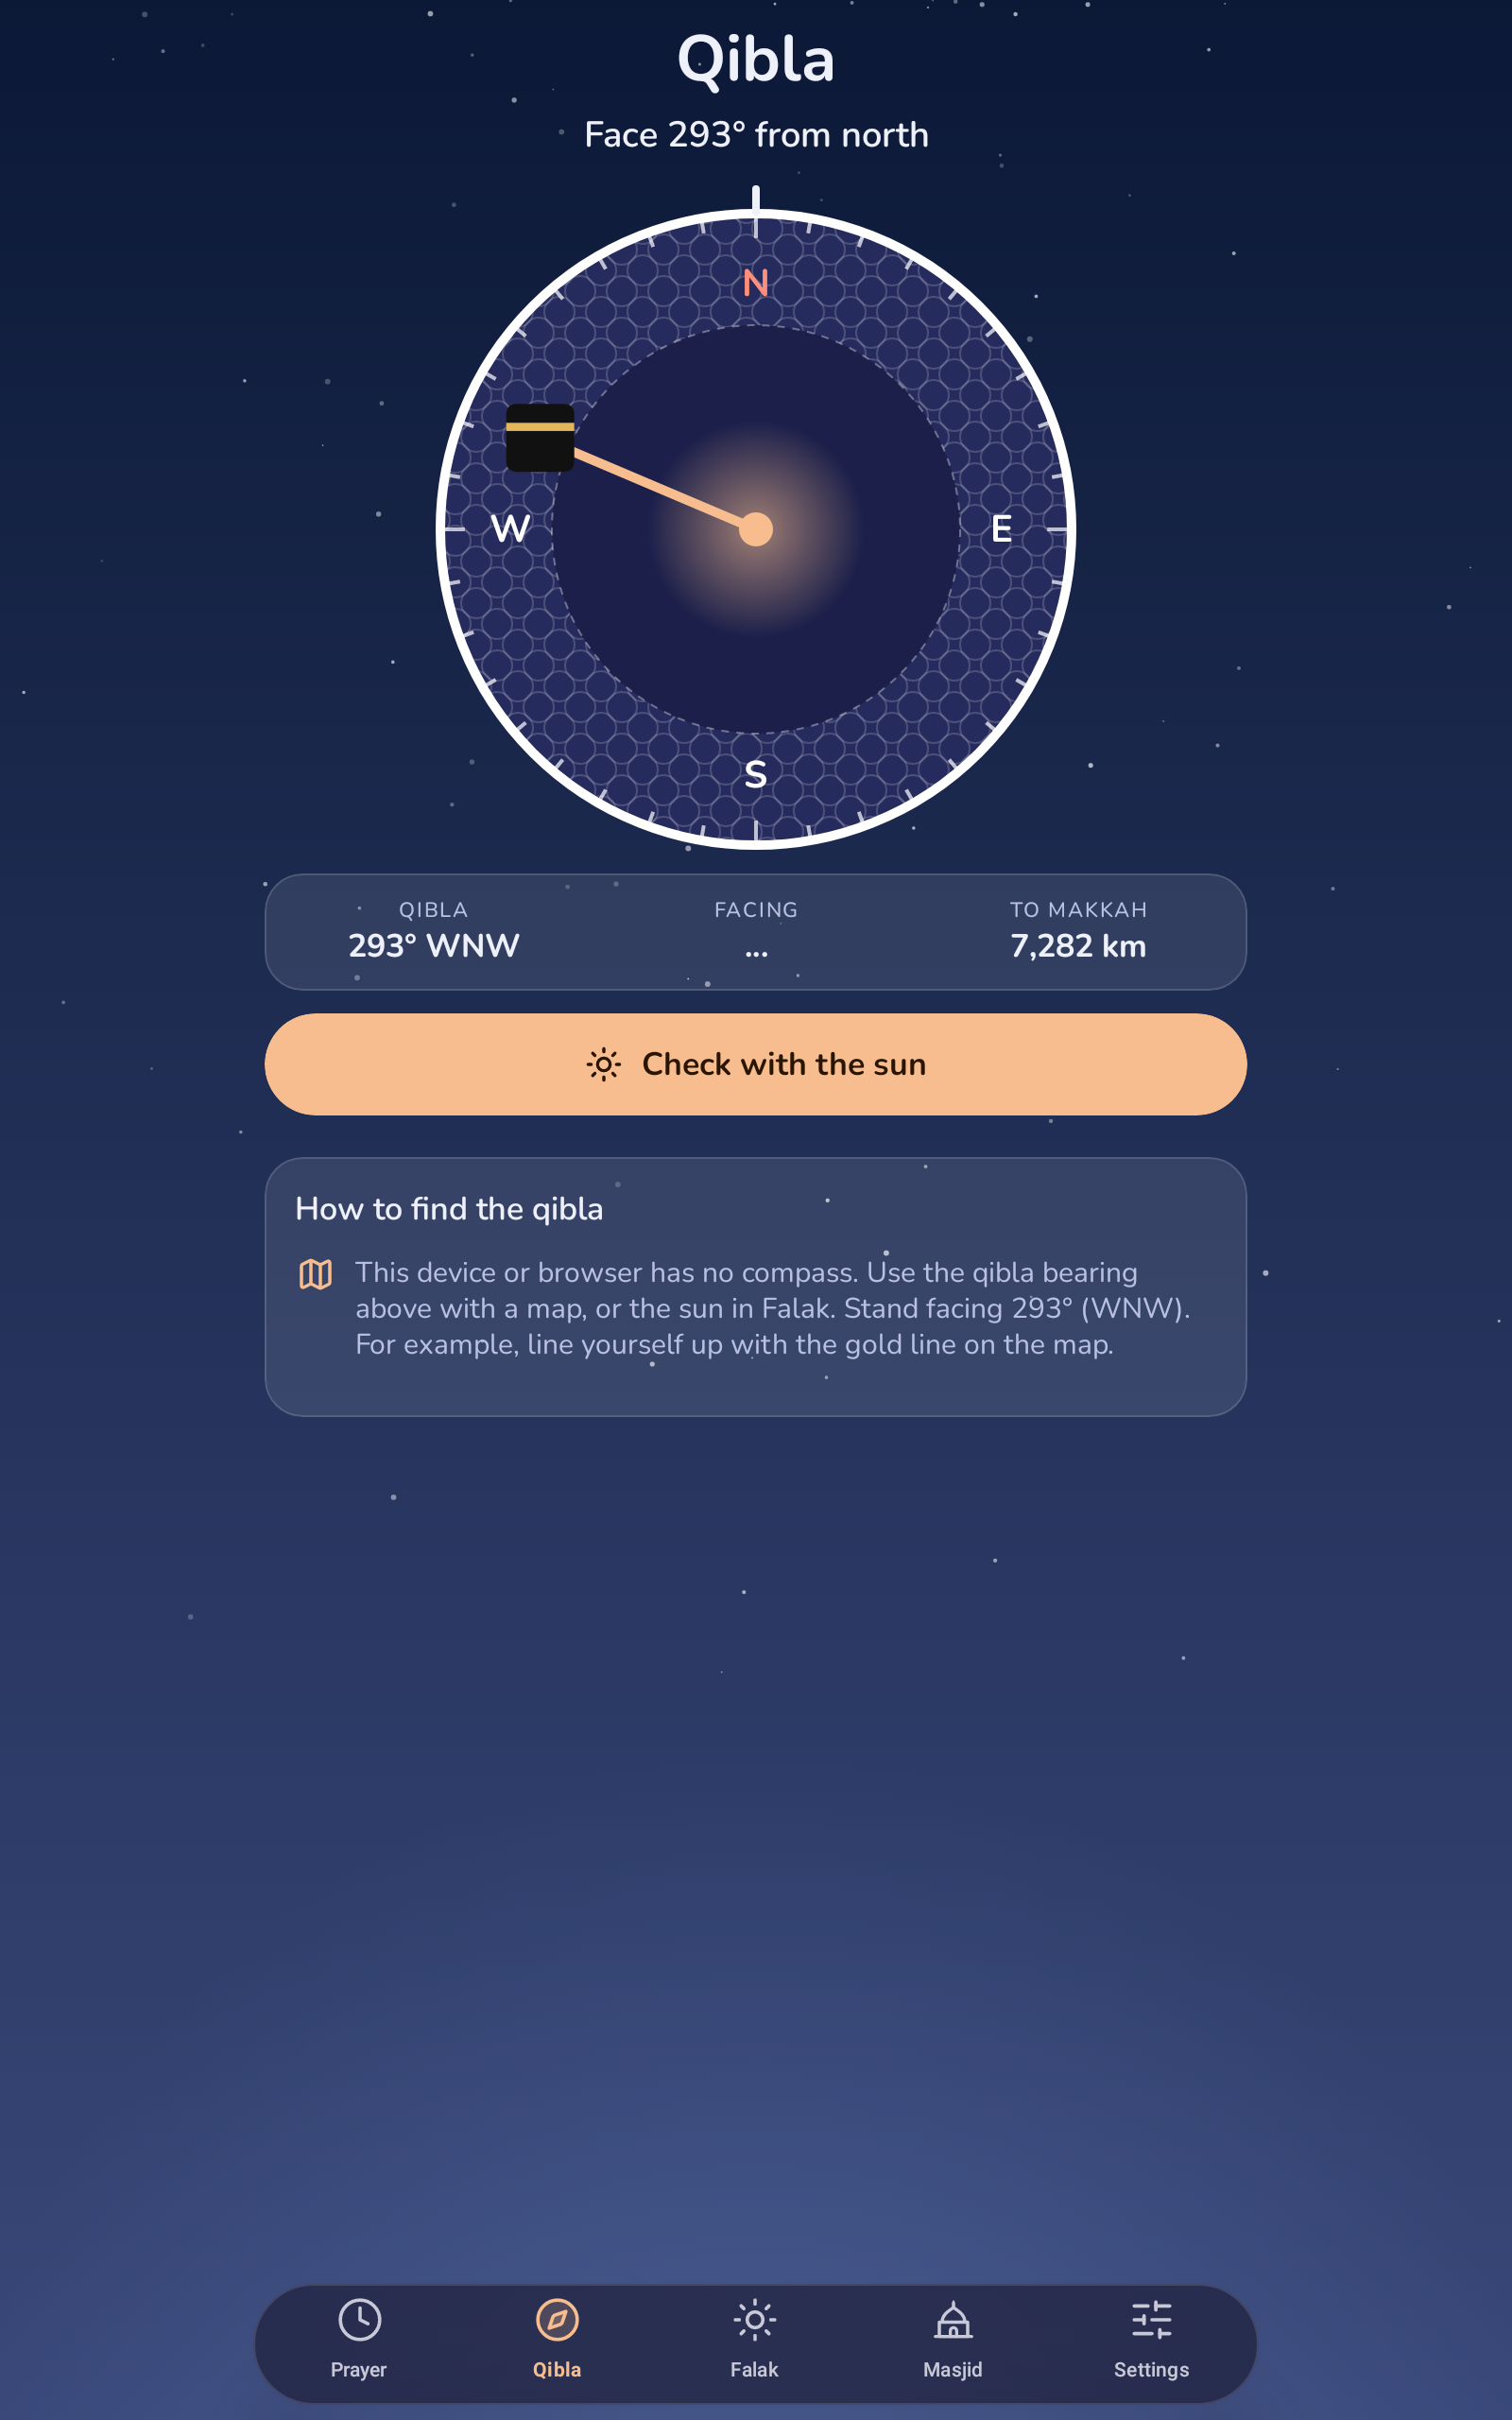 Qibla
Face 293° from north
N
W
E
S
QIBLA
293° WNW
FACING
...
TO MAKKAH
7,282 km
Check with the sun
How to find the qibla
This device or browser has no compass. Use the qibla bearing
above with a map, or the sun in Falak. Stand facing 293° (WNW).
For example, line yourself up with the gold line on the map.
Prayer
Qibla
Falak
Masjid
Settings